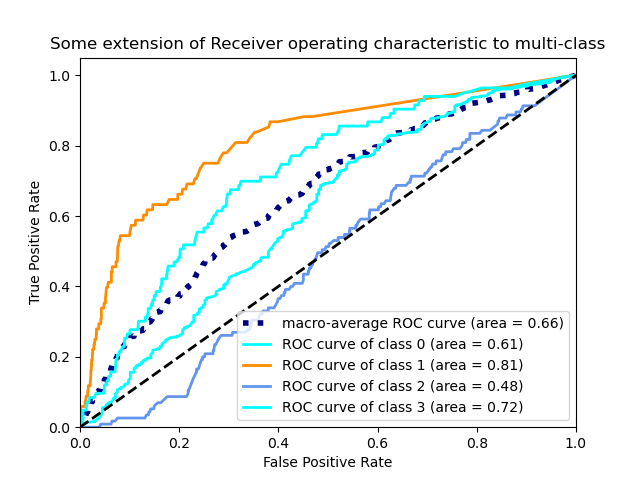 Some extension of Receiver operating characteristic to multi-class
1.0
0.8
0.6
0.4
0.2
0.0
True Positive Rate
macro-average ROC curve (area = 0.66)
ROC curve of class 0 (area = 0.61)
ROC curve of class 1 (area = 0.81)
ROC curve of class 2 (area = 0.48)
ROC curve of class 3 (area = 0.72)
0.0 0.2 0.4 0.6 0.8 1.0
False Positive Rate